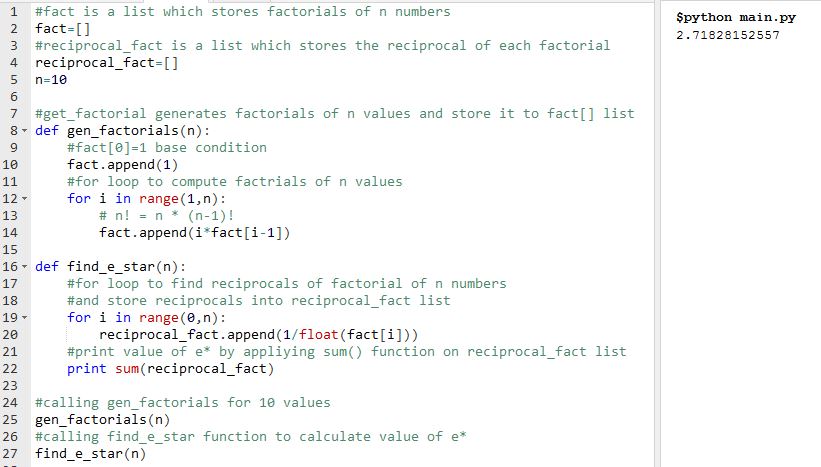 1 #fact is a list which stores factorials of n numbers
2 fact=[]
3 #reciprocal_fact is a list which stores the reciprocal of each factorial
4 reciprocal_fact=[]
5 n=10
6
7 #get_factorial generates factorials of n values and store it to fact[] list
8 def gen_factorials(n):
9     #fact[0]=1 base condition
10     fact.append(1)
11     #for loop to compute factrials of n values
12     for i in range(1,n):
13         # n! = n * (n-1)!
14         fact.append(i*fact[i-1])
15
16 def find_e_star(n):
17     #for loop to find reciprocals of factorial of n numbers
18     #and store reciprocals into reciprocal_fact list
19     for i in range(0,n):
20         reciprocal_fact.append(1/float(fact[i]))
21     #print value of e* by appliying sum() function on reciprocal_fact list
22     print sum(reciprocal_fact)
23
24 #calling gen_factorials for 10 values
25 gen_factorials(n)
26 #calling find_e_star function to calculate value of e*
27 find_e_star(n)
$python main.py
2.71828152557